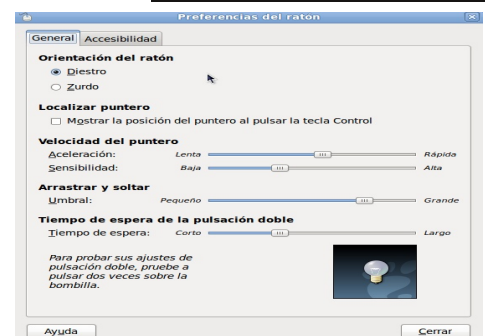 Preferencias del raton
General Accesibilidad
Orientación del ratón
Diestro
Zurdo
Localizar puntero
Mostrar la posición del puntero al pulsar la tecla Control
Velocidad del puntero
Aceleración: Lenta Rápida
Sensibilidad: Baja Alta
Arrastrar y soltar
Umbral: Pequeño Grande
Tiempo de espera de la pulsación doble
Tiempo de espera: Corto Largo
Para probar sus ajustes de
pulsación doble, pruebe a
pulsar dos veces sobre la
bombilla.
Ayuda Cerrar